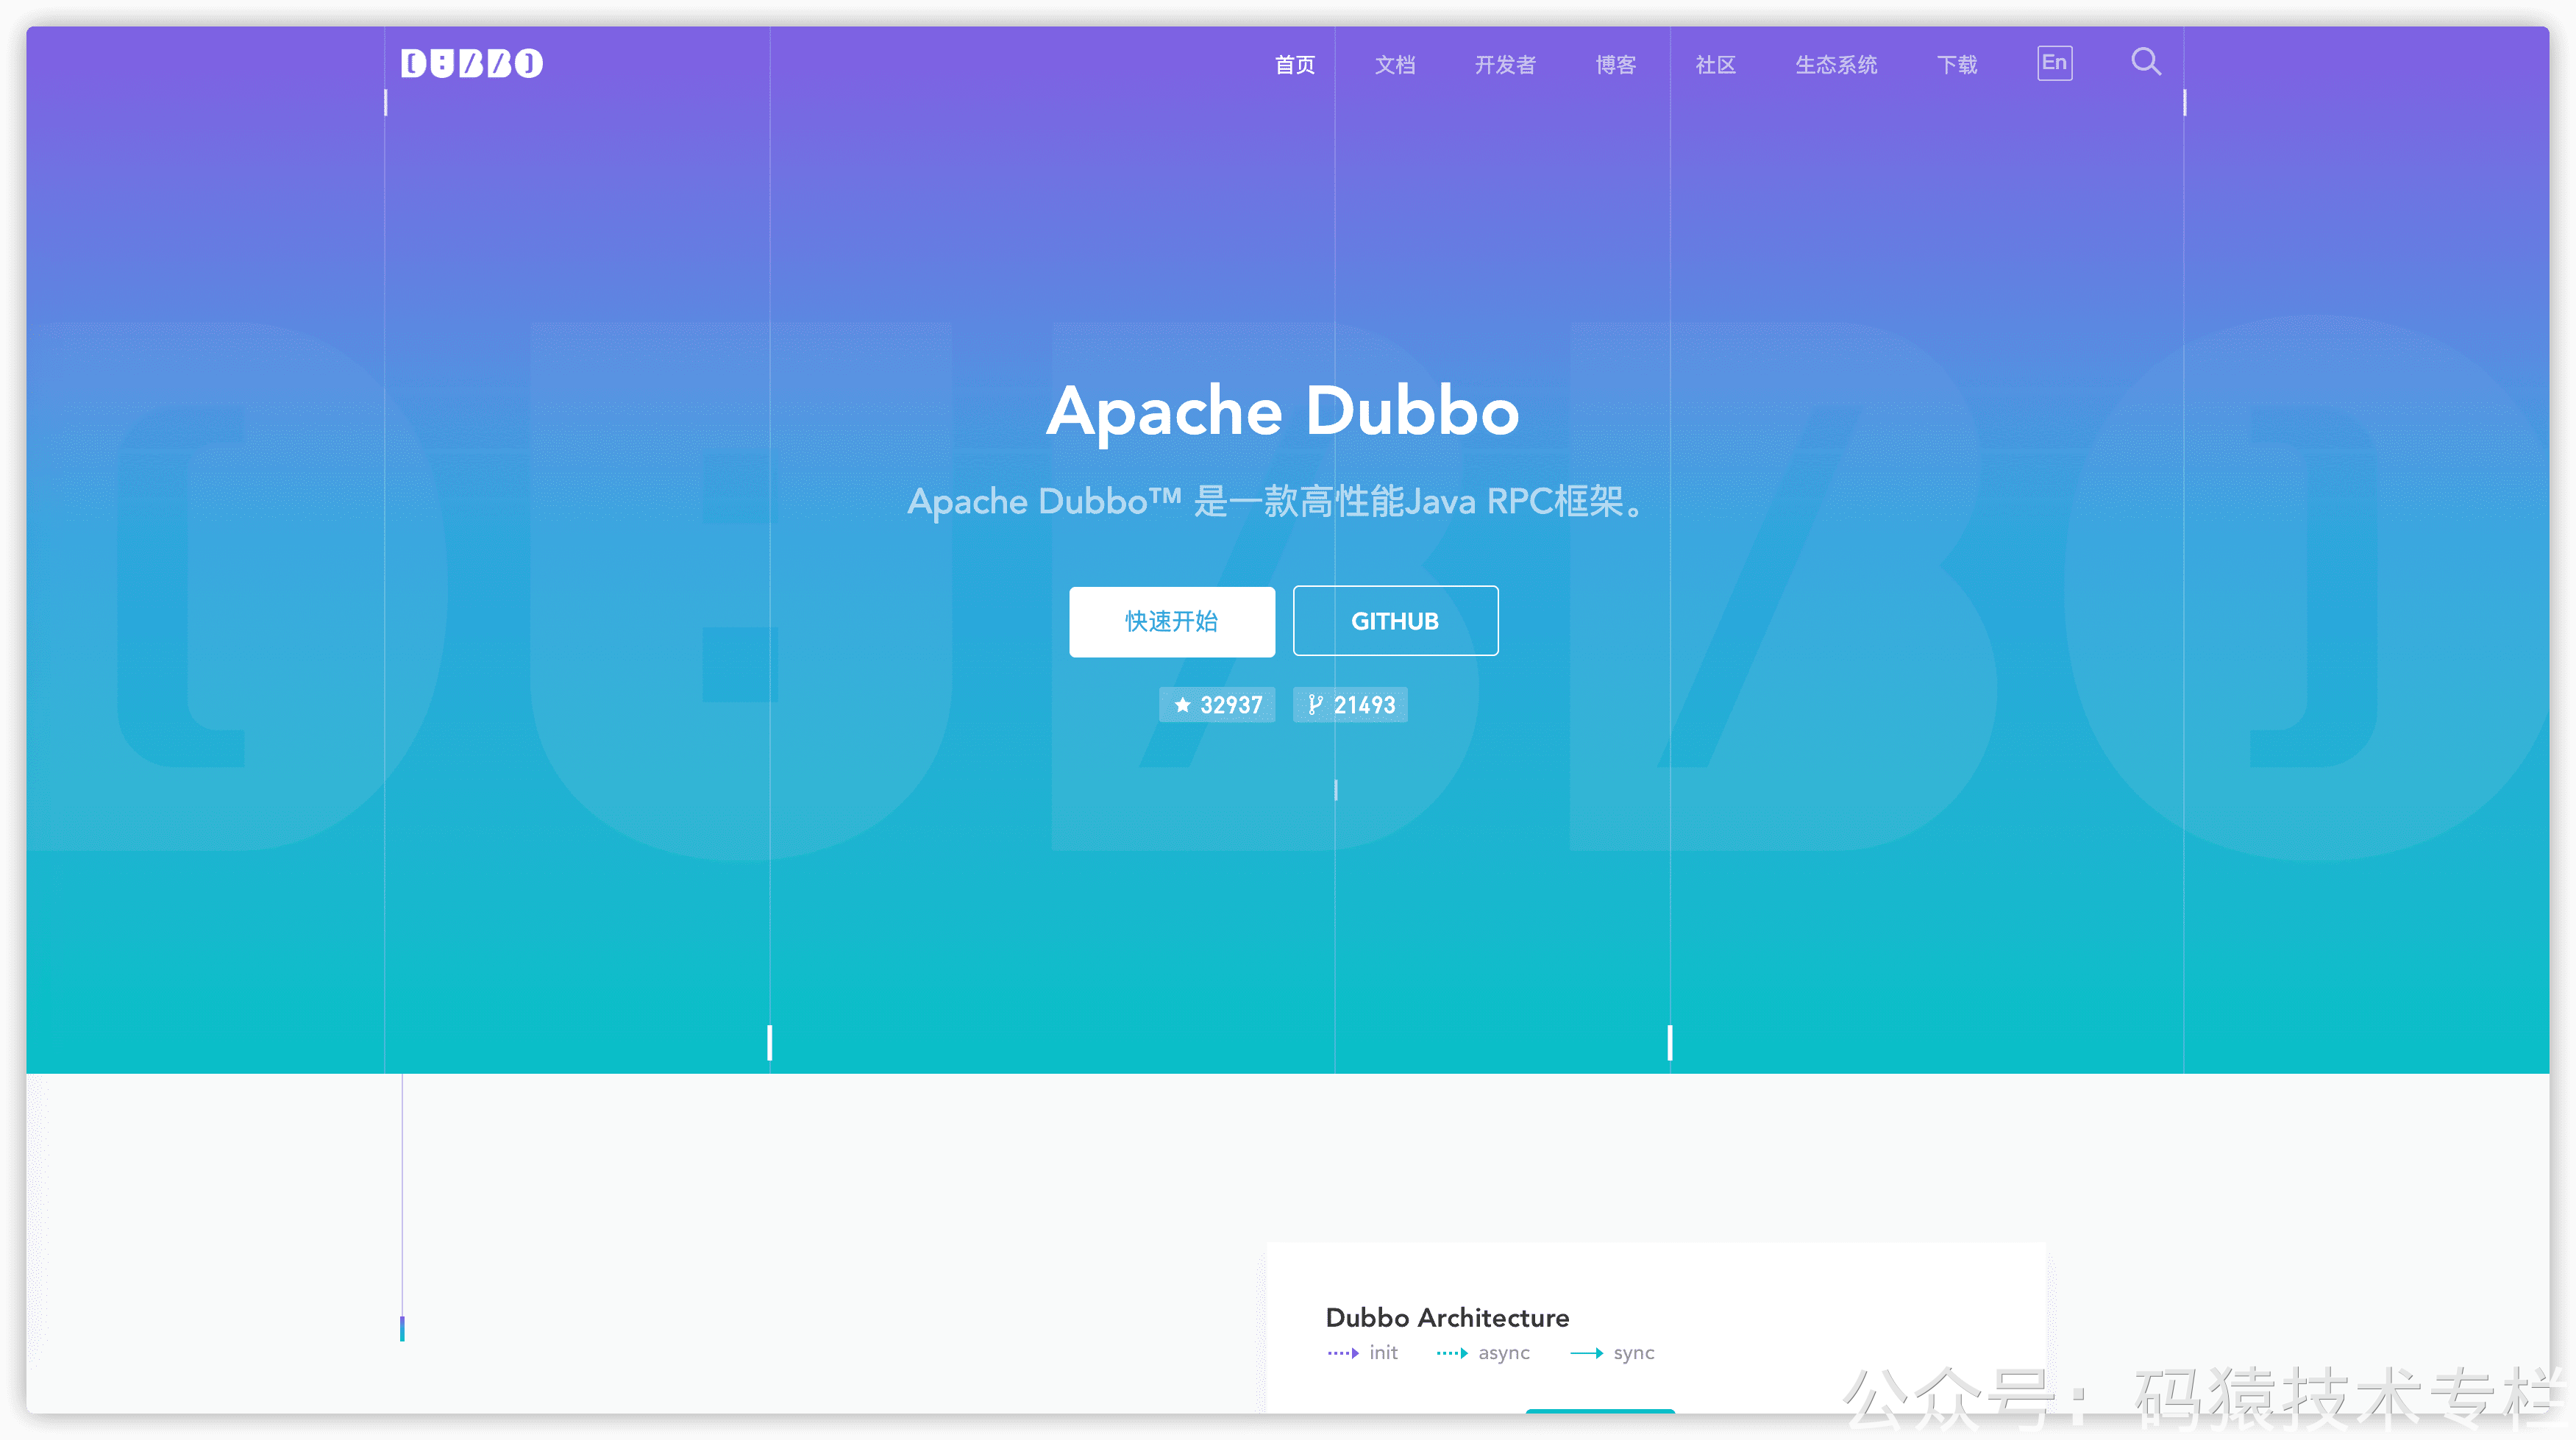 DUBBO
首页 文档 开发者 博客 社区 生态系统 下载 En
DUBBO
Apache Dubbo
Apache Dubbo™ 是一款高性能Java RPC框架。
快速开始 GITHUB
32937 21493
Dubbo Architecture
init async sync
公众号：码猿技术专栏